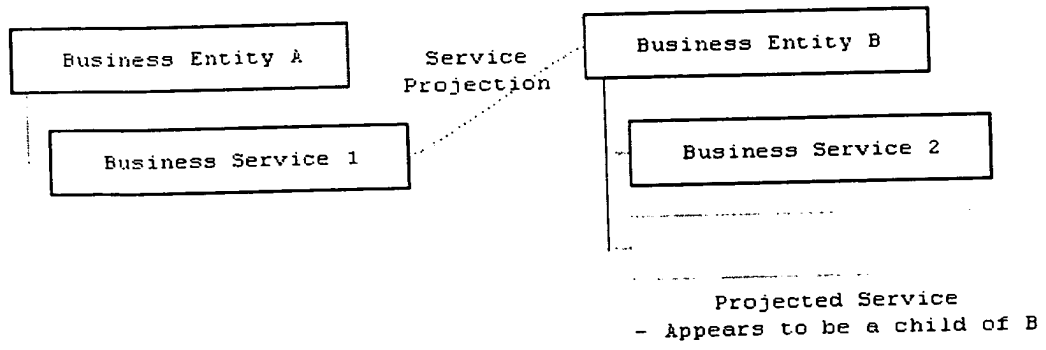 Business Entity A
Service
Projection
Business Entity B
Business Service 1
Business Service 2
Projected Service
- Appears to be a child of B